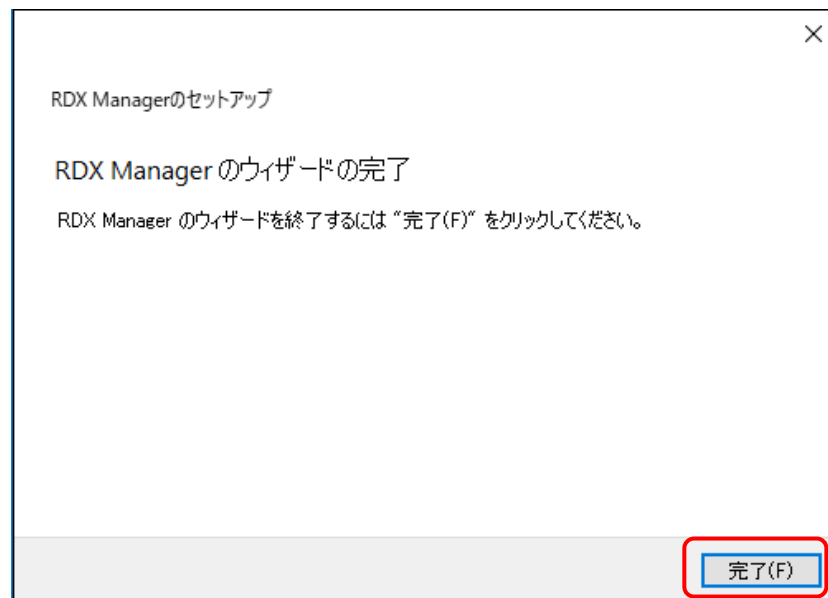 RDX Managerのセットアップ
RDX Manager のウィザードの完了
RDX Manager のウィザードを終了するには "完了(F)" をクリックしてください。
完了(F)